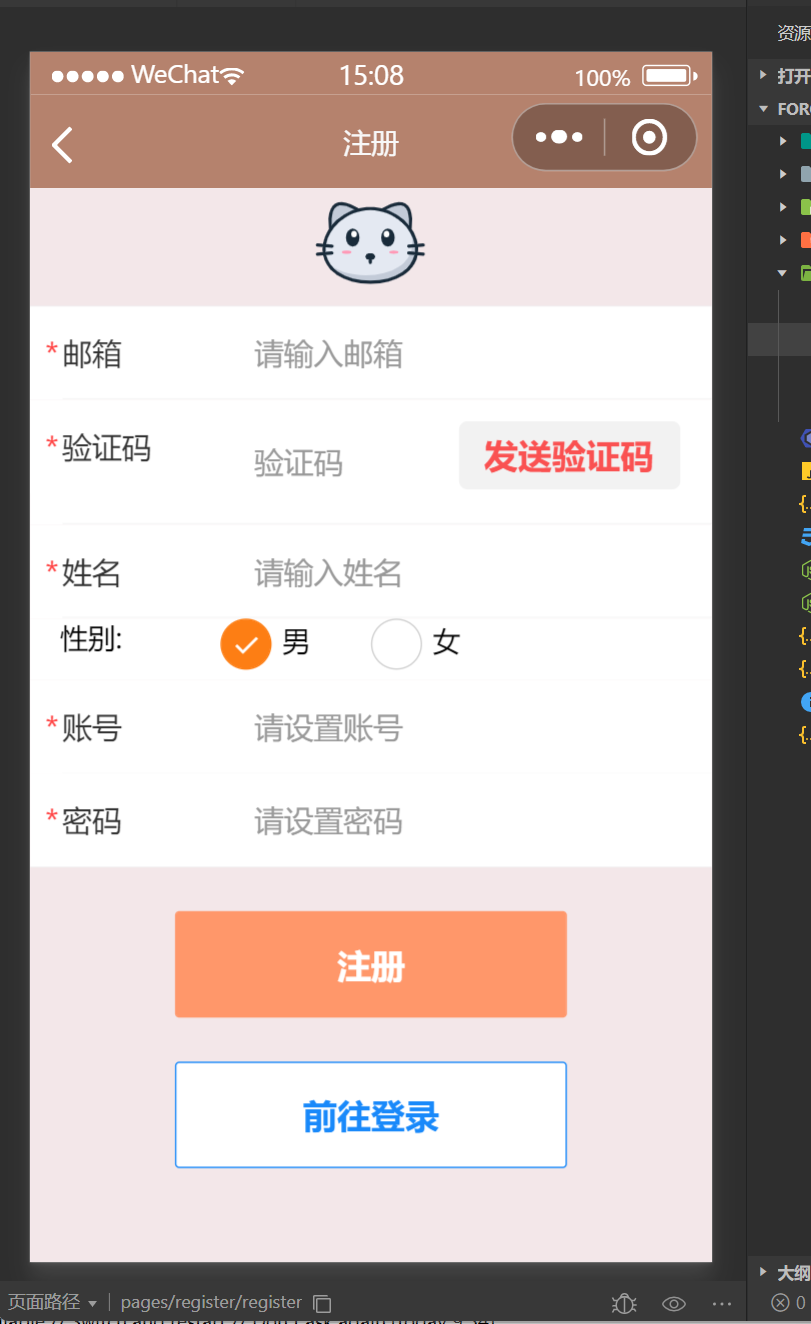 资源
WeChat 15:08 100%
打开
注册
FOR
*邮箱 请输入邮箱
*验证码 验证码 发送验证码
*姓名 请输入姓名
性别: 男 女
*账号 请设置账号
*密码 请设置密码
注册
前往登录
大纲
页面路径 pages/register/register 0